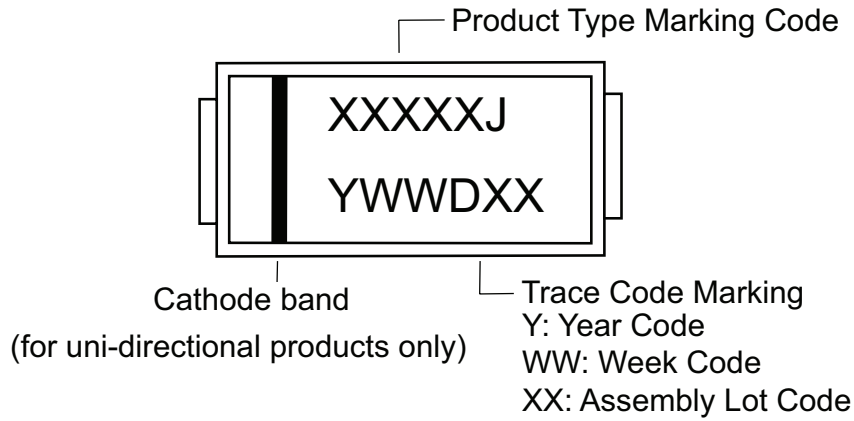 Product Type Marking Code
XXXXXJ
YWWDXX
Cathode band
(for uni-directional products only)
Trace Code Marking
Y: Year Code
WW: Week Code
XX: Assembly Lot Code